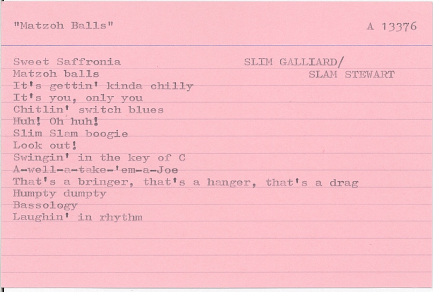 "Matzoh Balls" A 13376
Sweet Saffronia SLIM GALLIARD/
Matzoh balls SLAM STEWART
It's gettin' kinda chilly
It's you, only you
Chitlin' switch blues
Huh! Oh huh!
Slim Slam boogie
Look out!
Swingin' in the key of C
A-well-a-take-'em-a-Joe
That's a bringer, that's a hanger, that's a drag
Humpty dumpty
Bassology
Laughin' in rhythm